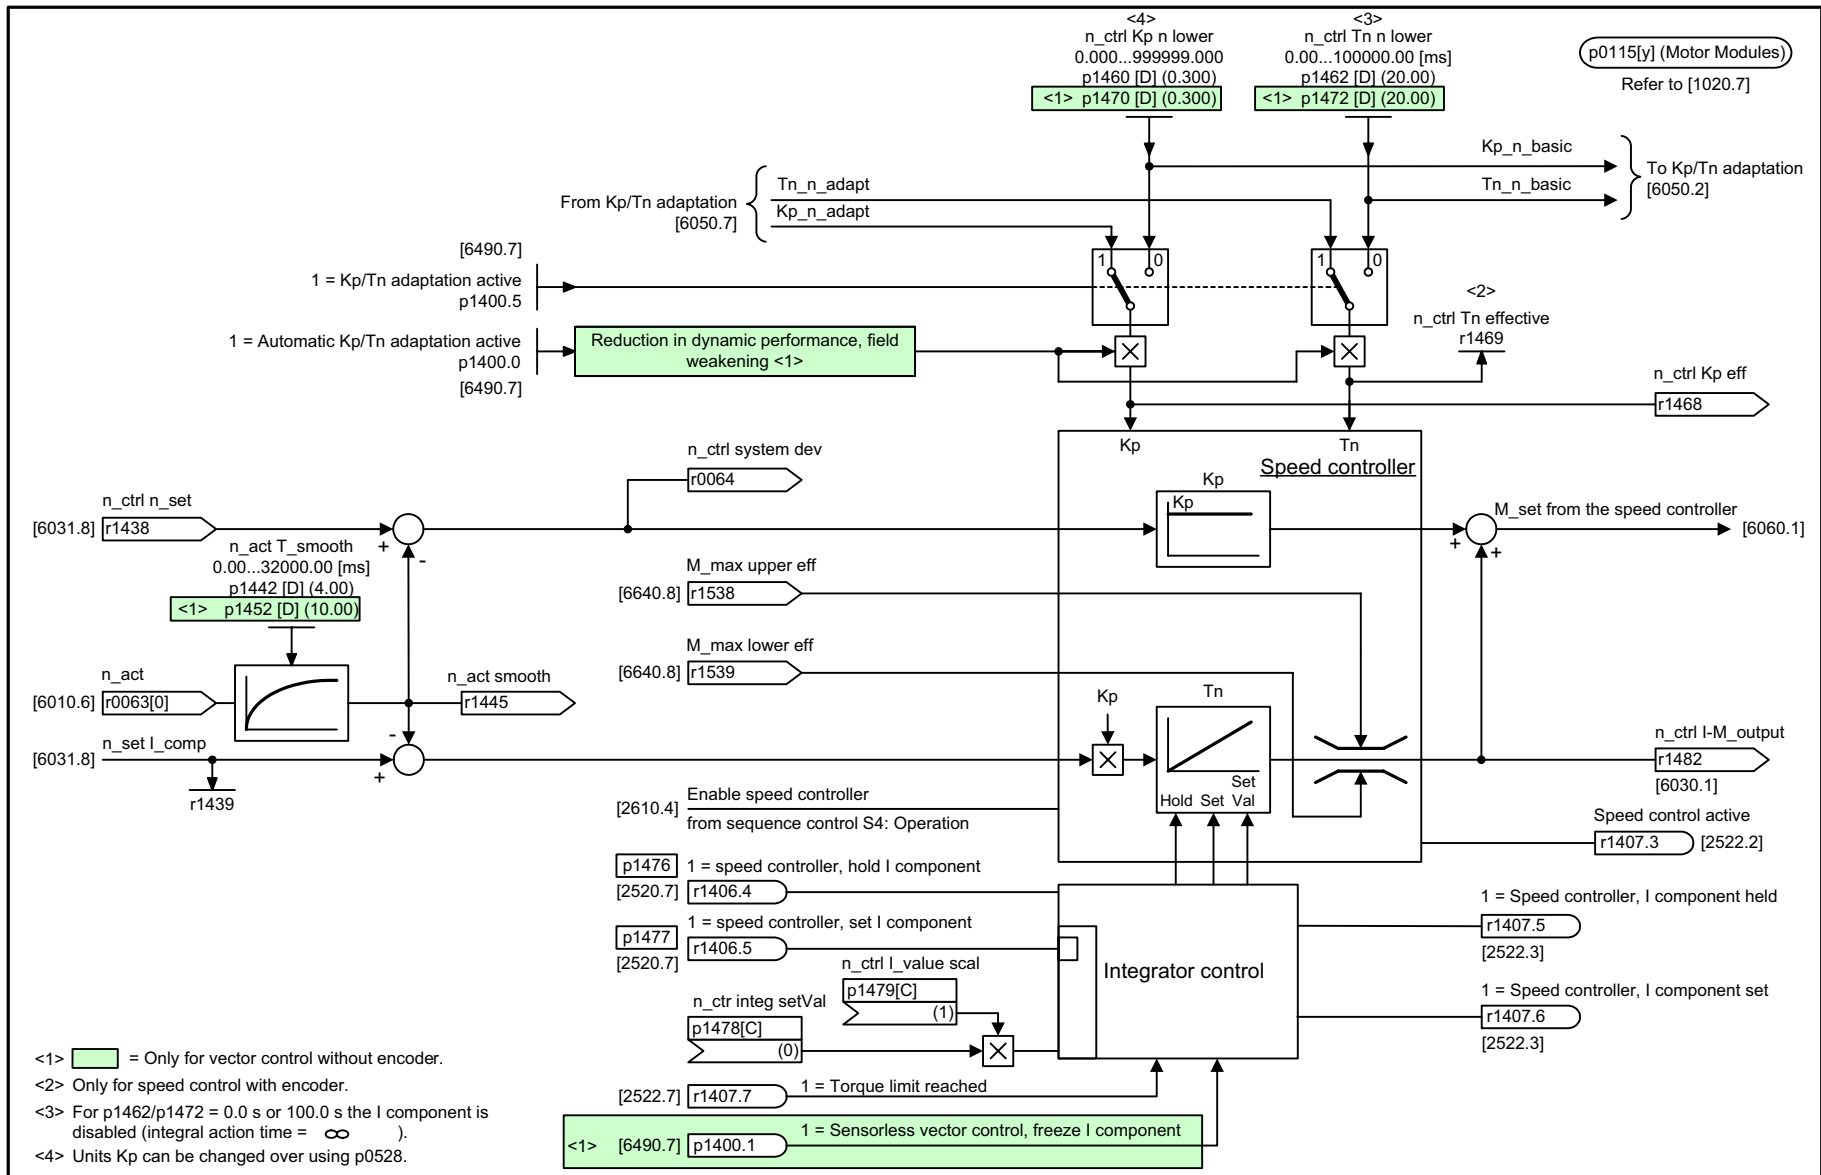 <4>
n_ctrl Kp n lower
0.000...999999.000
p1460 [D] (0.300)
<1> p1470 [D] (0.300)
<3>
n_ctrl Tn n lower
0.00...100000.00 [ms]
p1462 [D] (20.00)
<1> p1472 [D] (20.00)
p0115[y] (Motor Modules)
Refer to [1020.7]
Kp_n_basic
Tn_n_basic
To Kp/Tn adaptation
[6050.2]
From Kp/Tn adaptation
[6050.7]
Tn_n_adapt
Kp_n_adapt
[6490.7]
1 = Kp/Tn adaptation active
p1400.5
1 0
1 0
<2>
n_ctrl Tn effective
r1469
1 = Automatic Kp/Tn adaptation active
p1400.0
[6490.7]
Reduction in dynamic performance, field
weakening <1>
n_ctrl Kp eff
r1468
Kp
Tn
Speed controller
n_ctrl system dev
r0064
Kp
Kp
n_ctrl n_set
[6031.8] r1438
+
-
M_set from the speed controller
[6060.1]
+
+
n_act T_smooth
0.00...32000.00 [ms]
p1442 [D] (4.00)
<1> p1452 [D] (10.00)
M_max upper eff
[6640.8] r1538
M_max lower eff
[6640.8] r1539
n_act
[6010.6] r0063[0]
n_act smooth
r1445
Kp
Tn
-
+
n_set I_comp
[6031.8]
r1439
n_ctrl I-M_output
r1482
[6030.1]
Set
Hold Set Val
[2610.4] Enable speed controller
from sequence control S4: Operation
Speed control active
r1407.3 [2522.2]
p1476 1 = speed controller, hold I component
[2520.7] r1406.4
p1477 1 = speed controller, set I component
[2520.7] r1406.5
Integrator control
1 = Speed controller, I component held
r1407.5
[2522.3]
1 = Speed controller, I component set
r1407.6
[2522.3]
n_ctrl I_value scal
p1479[C]
(1)
n_ctr integ setVal
p1478[C]
(0)
[2522.7] r1407.7 1 = Torque limit reached
<1> [6490.7] p1400.1 1 = Sensorless vector control, freeze I component
<1> = Only for vector control without encoder.
<2> Only for speed control with encoder.
<3> For p1462/p1472 = 0.0 s or 100.0 s the I component is
disabled (integral action time = ∞ ).
<4> Units Kp can be changed over using p0528.